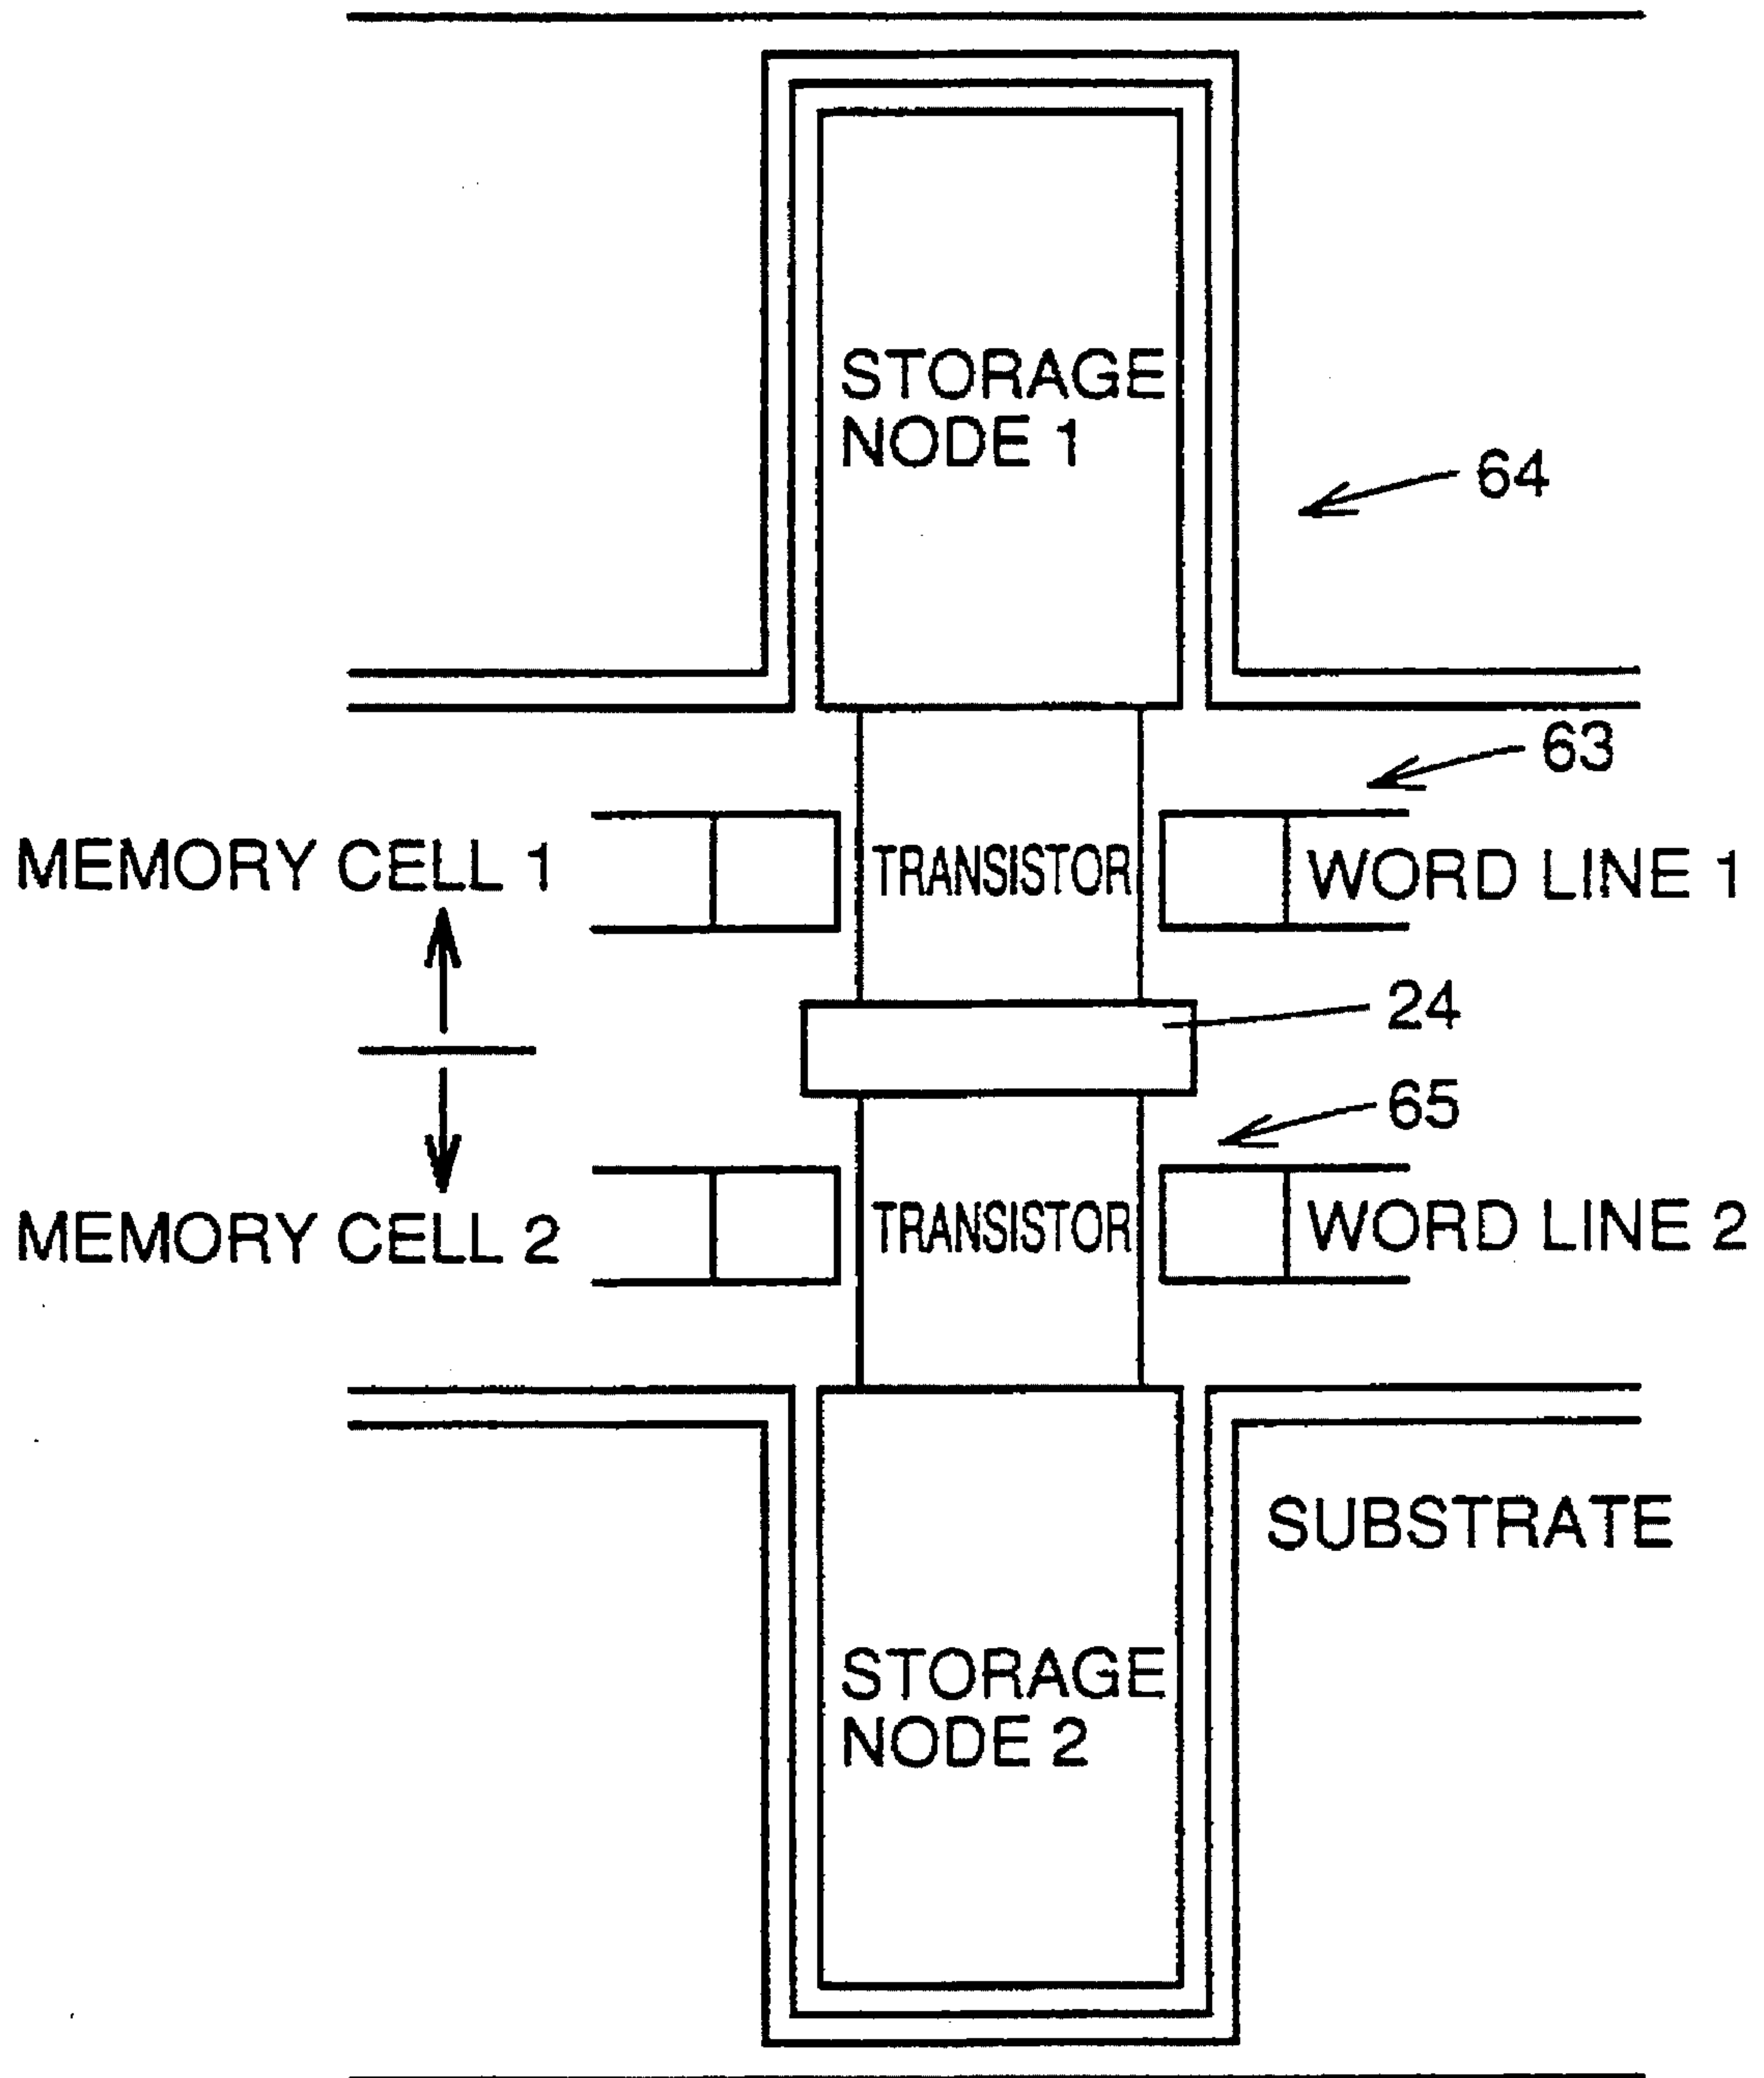 STORAGE
NODE 1
64
63
MEMORY CELL 1
TRANSISTOR
WORD LINE 1
24
65
MEMORY CELL 2
TRANSISTOR
WORD LINE 2
SUBSTRATE
STORAGE
NODE 2